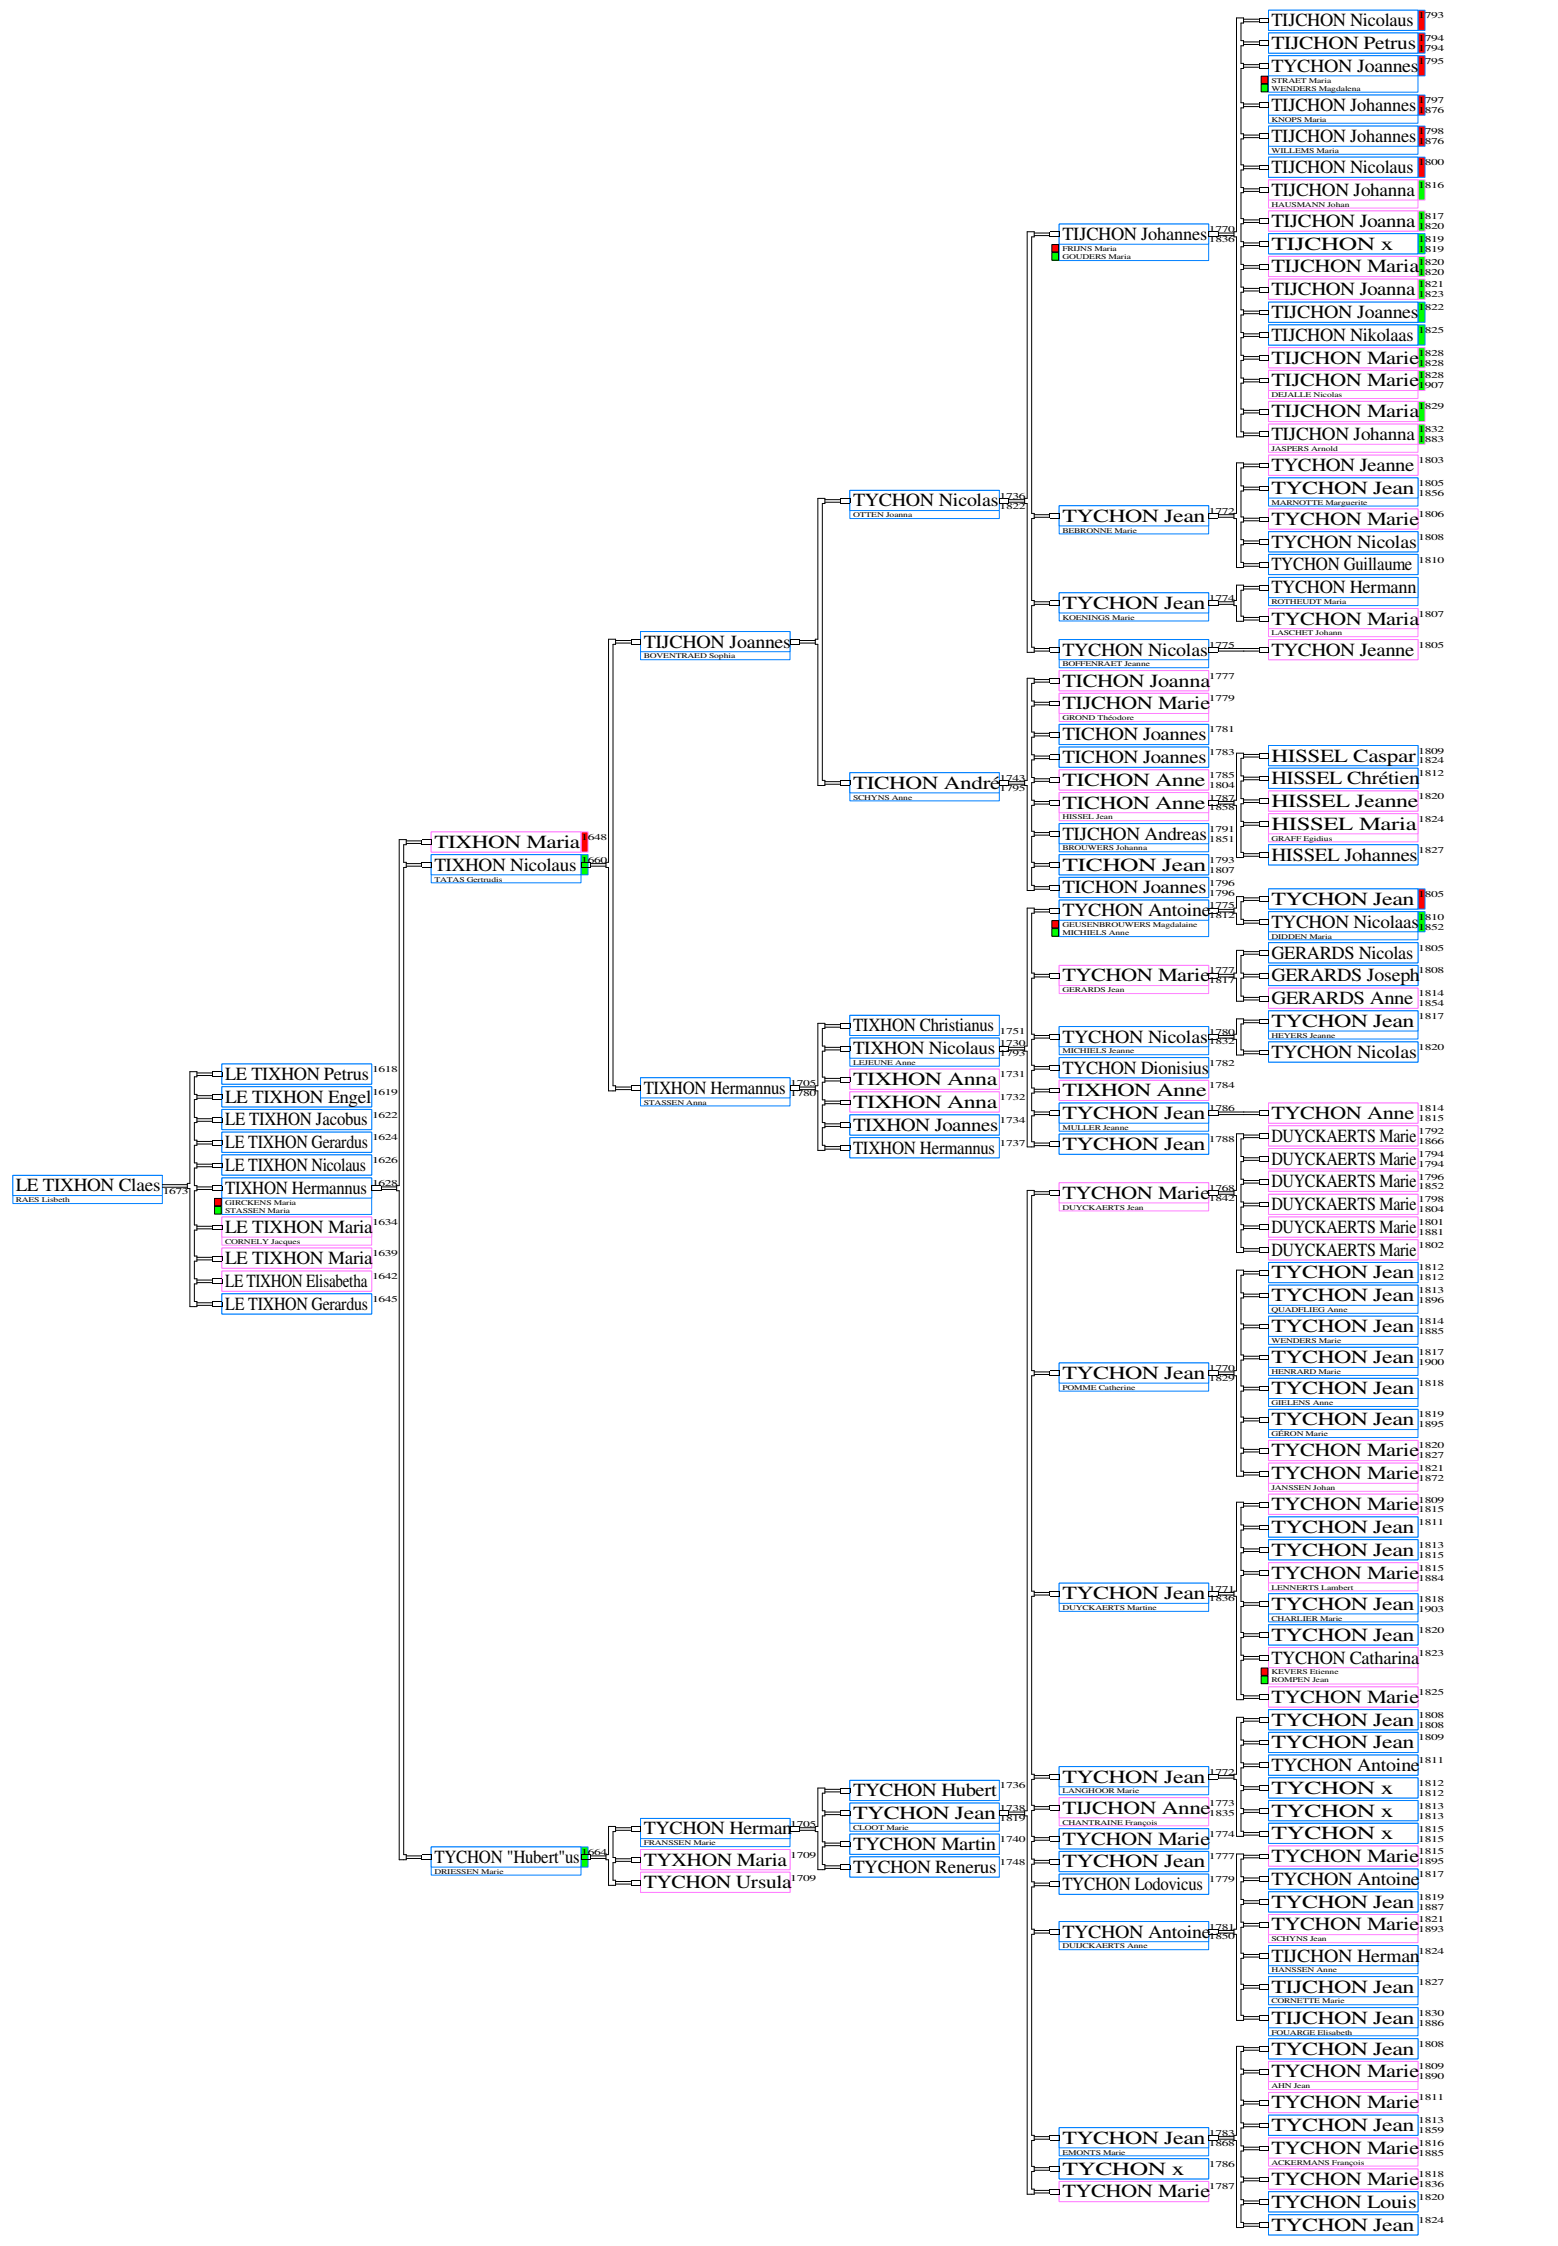 LE TIXHON Claes
1673
RAES Lisbeth
LE TIXHON Petrus
1618
LE TIXHON Engel
1619
LE TIXHON Jacobus
1622
LE TIXHON Gerardus
1624
LE TIXHON Nicolaus
1626
TIXHON Hermannus
1628
GIRCKENS Maria
STASSEN Maria
LE TIXHON Maria
1634
CORNELY Jacques
LE TIXHON Maria
1639
LE TIXHON Elisabetha
1642
LE TIXHON Gerardus
1645
TIXHON Maria
1648
TIXHON Nicolaus
1660
TATAS Gertrudis
TYCHON "Hubert"us
1664
DRIESSEN Marie
TIJCHON Joannes
BOVENTRAED Sophia
TIXHON Hermannus
1705
1780
STASSEN Anna
TYCHON Herman
1705
FRANSSEN Marie
TYXHON Maria
1709
TYCHON Ursula
1709
TYCHON Nicolas
1736
1822
OTTEN Joanna
TICHON André
1743
1795
SCHYNS Anne
TIXHON Christianus
1751
TIXHON Nicolaus
1730
1793
LEJEUNE Anne
TIXHON Anna
1731
TIXHON Anna
1732
TIXHON Joannes
1734
TIXHON Hermannus
1737
TYCHON Hubert
1736
TYCHON Jean
1738
1819
CLOOT Marie
TYCHON Martin
1740
TYCHON Renerus
1748
TIJCHON Johannes
1770
1836
FRIJNS Maria
GOUDERS Maria
TYCHON Jean
1772
BEBRONNE Marie
TYCHON Jean
1774
KOENINGS Marie
TYCHON Nicolas
1775
BOFFENRAET Jeanne
TICHON Joanna
1777
TIJCHON Marie
1779
GROND Théodore
TICHON Joannes
1781
TICHON Joannes
1783
TICHON Anne
1785
1804
TICHON Anne
1787
1858
HISSEL Jean
TIJCHON Andreas
1791
1851
BROUWERS Johanna
TICHON Jean
1793
1807
TICHON Joannes
1796
1796
TYCHON Antoine
1775
1812
GEUSENBROUWERS Magdalaine
MICHIELS Anne
TYCHON Marie
1777
1817
GERARDS Jean
TYCHON Nicolas
1780
1832
MICHIELS Jeanne
TYCHON Dionisius
1782
TIXHON Anne
1784
TYCHON Jean
1786
MULLER Jeanne
TYCHON Jean
1788
TYCHON Marie
1768
1842
DUYCKAERTS Jean
TYCHON Jean
1770
1829
POMME Catherine
TYCHON Jean
1771
1836
DUYCKAERTS Martine
TYCHON Jean
1772
LANGHOOR Marie
TIJCHON Anne
1773
1835
CHANTRAINE François
TYCHON Marie
1774
TYCHON Jean
1777
TYCHON Lodovicus
1779
TYCHON Antoine
1781
1850
DUIJCKAERTS Anne
TYCHON Jean
1783
1868
EMONTS Marie
TYCHON x
1786
TYCHON Marie
1787
TIJCHON Nicolaus
1793
TIJCHON Petrus
1794
1794
TYCHON Joannes
1795
STRAET Maria
WENDERS Magdalena
TIJCHON Johannes
1797
1876
KNOPS Maria
TIJCHON Johannes
1798
1876
WILLEMS Maria
TIJCHON Nicolaus
1800
TIJCHON Johanna
1816
HAUSMANN Johan
TIJCHON Joanna
1817
1820
TIJCHON x
1819
1819
TIJCHON Maria
1820
1820
TIJCHON Joanna
1821
1823
TIJCHON Joannes
1822
TIJCHON Nikolaas
1825
TIJCHON Marie
1828
1828
TIJCHON Marie
1828
1907
DEJALLE Nicolas
TIJCHON Maria
1829
TIJCHON Johanna
1832
1883
JASPERS Arnold
TYCHON Jeanne
1803
TYCHON Jean
1805
1856
MARNOTTE Marguerite
TYCHON Marie
1806
TYCHON Nicolas
1808
TYCHON Guillaume
1810
TYCHON Hermann
ROTHEUDT Maria
TYCHON Maria
1807
LASCHET Johann
TYCHON Jeanne
1805
HISSEL Caspar
1809
1824
HISSEL Chrétien
1812
HISSEL Jeanne
1820
HISSEL Maria
1824
GRAFF Egidius
HISSEL Johannes
1827
TYCHON Jean
1805
TYCHON Nicolaas
1810
1852
DIDDEN Maria
GERARDS Nicolas
1805
GERARDS Joseph
1808
GERARDS Anne
1814
1854
TYCHON Jean
1817
HEYERS Jeanne
TYCHON Nicolas
1820
TYCHON Anne
1814
1815
DUYCKAERTS Marie
1792
1866
DUYCKAERTS Marie
1794
1794
DUYCKAERTS Marie
1796
1852
DUYCKAERTS Marie
1798
1804
DUYCKAERTS Marie
1801
1881
DUYCKAERTS Marie
1802
TYCHON Jean
1812
1812
TYCHON Jean
1813
1896
QUADFLIEG Anne
TYCHON Jean
1814
1885
WENDERS Marie
TYCHON Jean
1817
1900
HENRARD Marie
TYCHON Jean
1818
GIELENS Anne
TYCHON Jean
1819
1895
GÉRON Marie
TYCHON Marie
1820
1827
TYCHON Marie
1821
1872
JANSSEN Johan
TYCHON Marie
1809
1815
TYCHON Jean
1811
TYCHON Jean
1813
1815
TYCHON Marie
1815
1884
LENNERTS Lambert
TYCHON Jean
1818
1903
CHARLIER Marie
TYCHON Jean
1820
TYCHON Catharina
1823
KEVERS Etienne
ROMPEN Jean
TYCHON Marie
1825
TYCHON Jean
1808
1808
TYCHON Jean
1809
TYCHON Antoine
1811
TYCHON x
1812
1812
TYCHON x
1813
1813
TYCHON x
1815
1815
TYCHON Marie
1815
1895
TYCHON Antoine
1817
TYCHON Jean
1819
1887
TYCHON Marie
1821
1893
SCHYNS Jean
TIJCHON Herman
1824
HANSSEN Anne
TIJCHON Jean
1827
CORNETTE Marie
TIJCHON Jean
1830
1886
FOUARGE Elisabeth
TYCHON Jean
1808
TYCHON Marie
1809
1890
AHN Jean
TYCHON Marie
1811
TYCHON Jean
1813
1859
TYCHON Marie
1816
1885
ACKERMANS François
TYCHON Marie
1818
1836
TYCHON Louis
1820
TYCHON Jean
1824